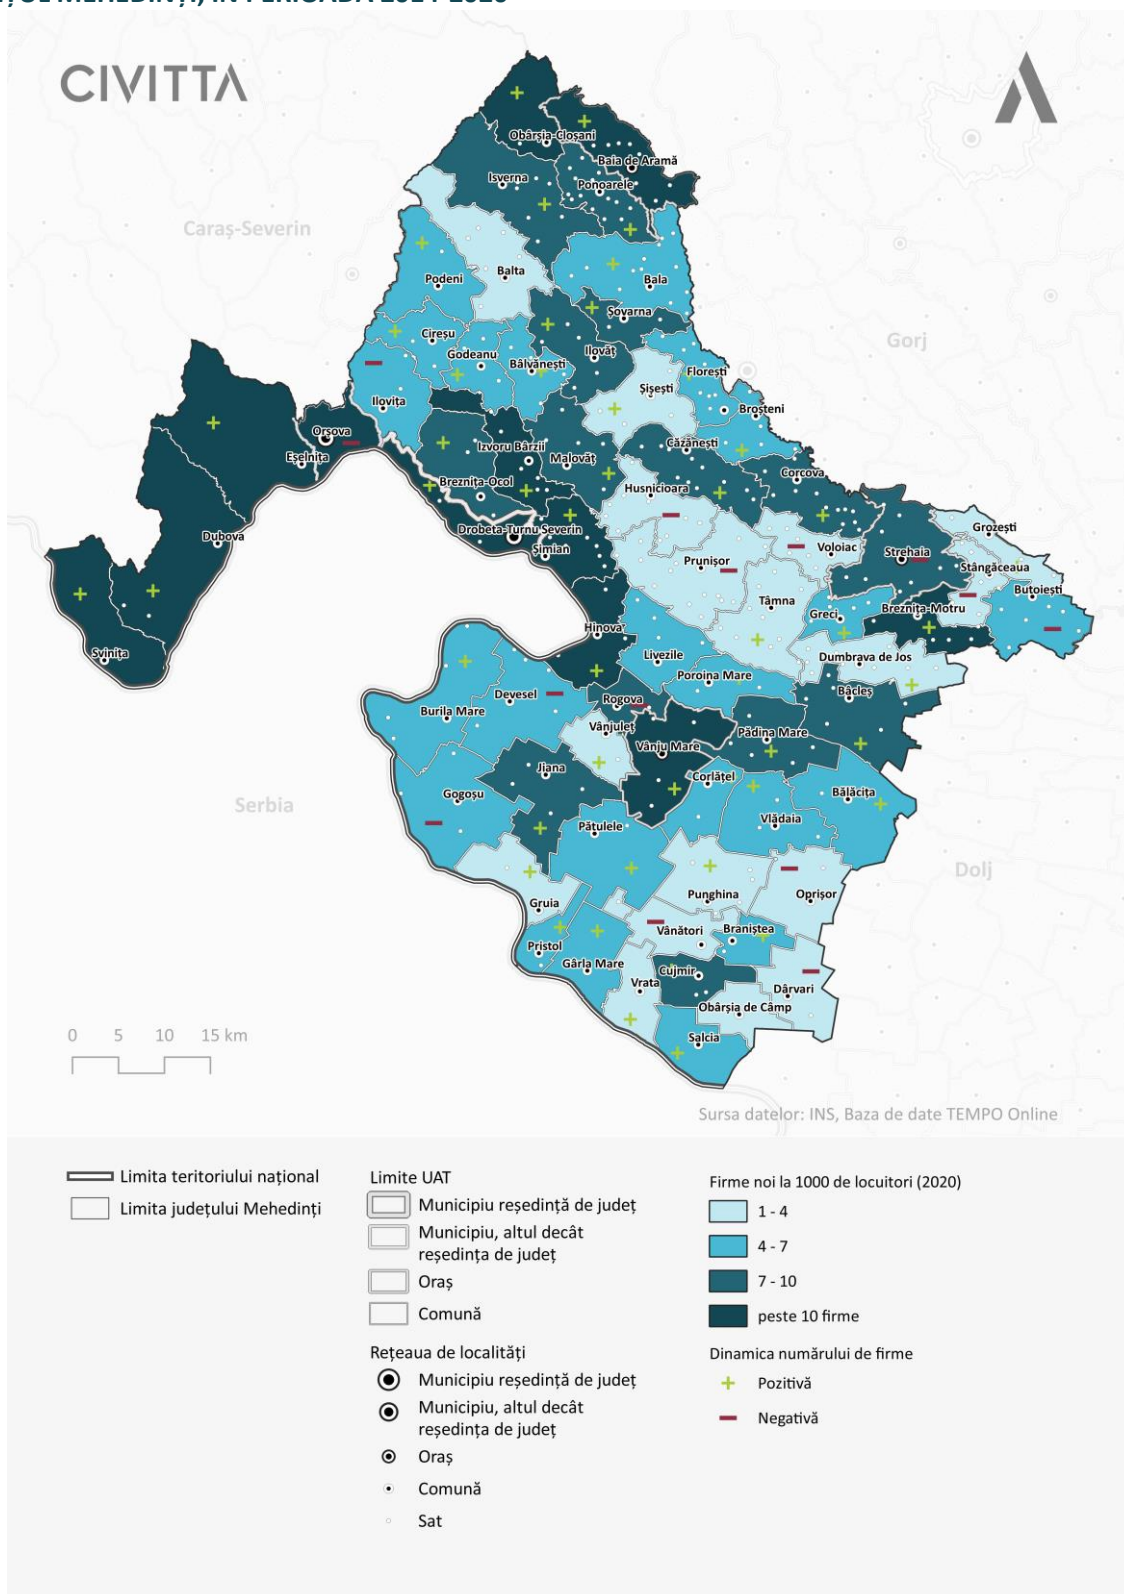 CIVITTA
Obârșia-Cloșani
Baia de Aramă
Isverna
Ponoarele
Caraș-Severin
Balta
Podeni
Bala
Șovarna
Cireșu
Gorj
Godeanu
Bâlvănești
Ilovăț
Florești
Șișești
Ilovița
Broșteni
Orșova
Izvoru Bârzii
Căzănești
Eșelnița
Malovăț
Corcova
Breznița-Ocol
Husnicioara
Grozești
Drobeta-Turnu Severin
Dubova
Șimian
Voloiac
Strehaia
Prunișor
Stângăceaua
Butoiești
Tâmna
Greci
Breznița-Motru
Hinova
Svinița
Livezile
Dumbrava de Jos
Poroina Mare
Devesel
Rogova
Bâcleș
Burila Mare
Vânjuleț
Pădina Mare
Vânju Mare
Jiana
Corlățel
Gogoșu
Bălăcița
Serbia
Vlădaia
Pătulele
Dolj
Punghina
Oprișor
Gruia
Vânători
Braniștea
Pristol
Gârla Mare
Cujmir
Vrata
Dârvari
Obârșia de Câmp
Salcia
0 5 10 15 km
Sursa datelor: INS, Baza de date TEMPO Online
Limita teritoriului național
Limita județului Mehedinți
Limite UAT
Municipiu reședință de județ
Municipiu, altul decât
reședința de județ
Oraș
Comună
Rețeaua de localități
Municipiu reședință de județ
Municipiu, altul decât
reședința de județ
Oraș
Comună
Sat
Firme noi la 1000 de locuitori (2020)
1 - 4
4 - 7
7 - 10
peste 10 firme
Dinamica numărului de firme
Pozitivă
Negativă